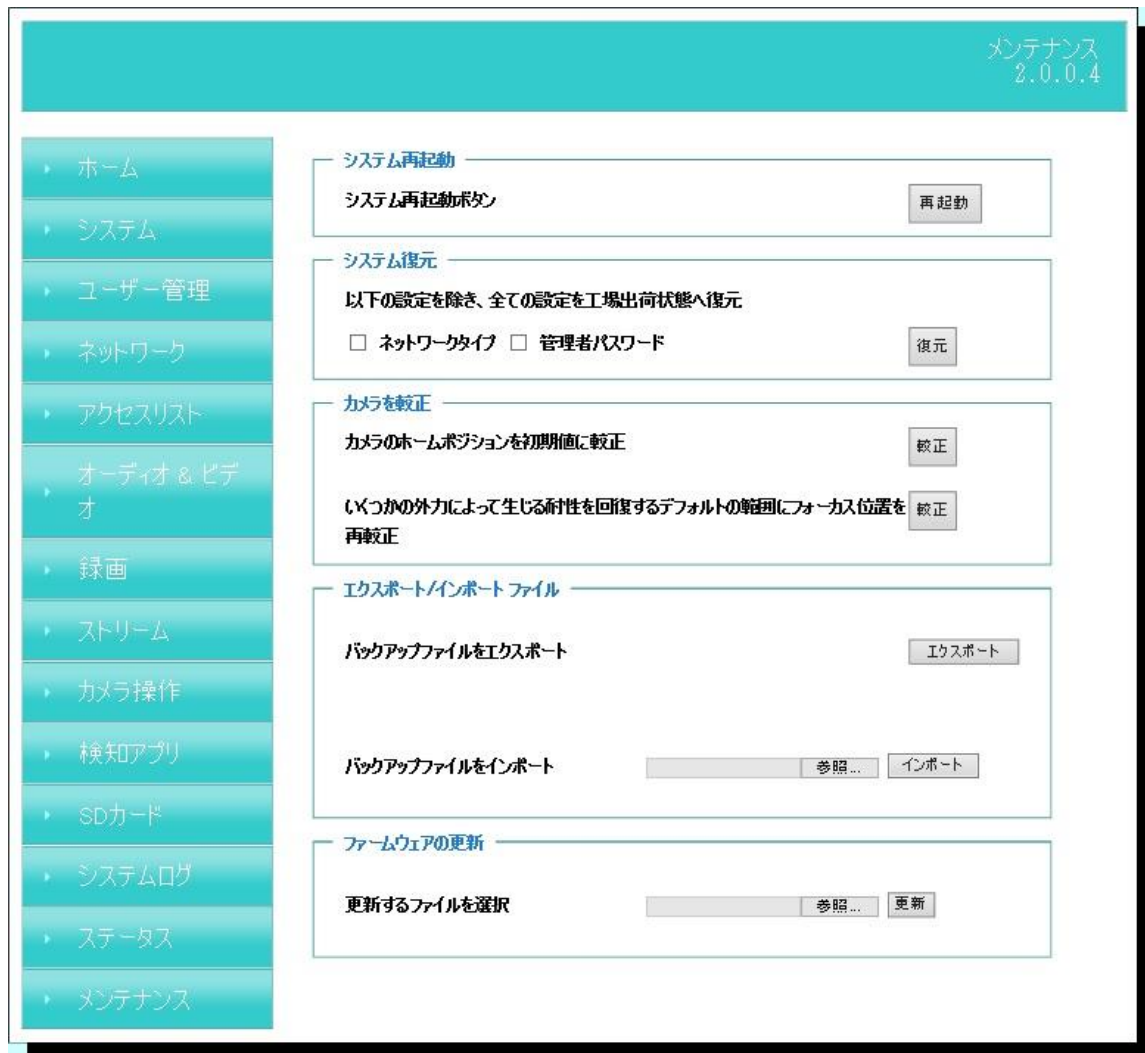 メンテナンス
2.0.0.4
ホーム
システム
ユーザー管理
ネットワーク
アクセスリスト
オーディオ & ビデ
オ
録画
ストリーム
カメラ操作
検知アプリ
SDカード
システムログ
ステータス
メンテナンス
システム再起動
システム再起動ボタン
再起動
システム復元
以下の設定を除き、全ての設定を工場出荷状態へ復元
ネットワークタイプ 管理者パスワード
復元
カメラを較正
カメラのホームポジションを初期値に較正
較正
いくつかの外力によって生じる耐性を回復するデフォルトの範囲にフォーカス位置を
再較正
較正
エクスポート/インポート ファイル
バックアップファイルをエクスポート
エクスポート
バックアップファイルをインポート
参照...
インポート
ファームウェアの更新
更新するファイルを選択
参照...
更新